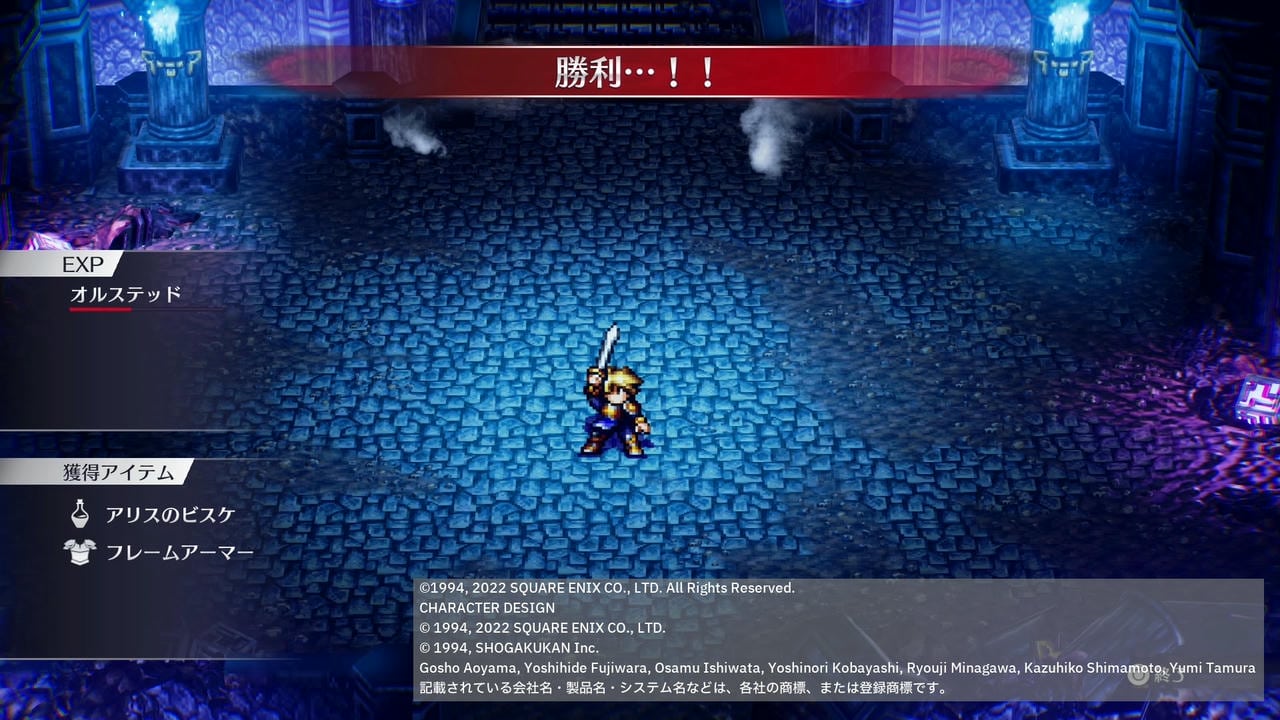 勝利…！！
EXP
オルステッド
獲得アイテム
アリスのビスケ
フレームアーマー
©1994, 2022 SQUARE ENIX CO., LTD. All Rights Reserved.
CHARACTER DESIGN
© 1994, 2022 SQUARE ENIX CO., LTD.
© 1994, SHOGAKUKAN Inc.
Gosho Aoyama, Yoshihide Fujiwara, Osamu Ishiwata, Yoshinori Kobayashi, Ryouji Minagawa, Kazuhiko Shimamoto, Yumi Tamura
記載されている会社名・製品名・システム名などは、各社の商標、または登録商標です。
終了